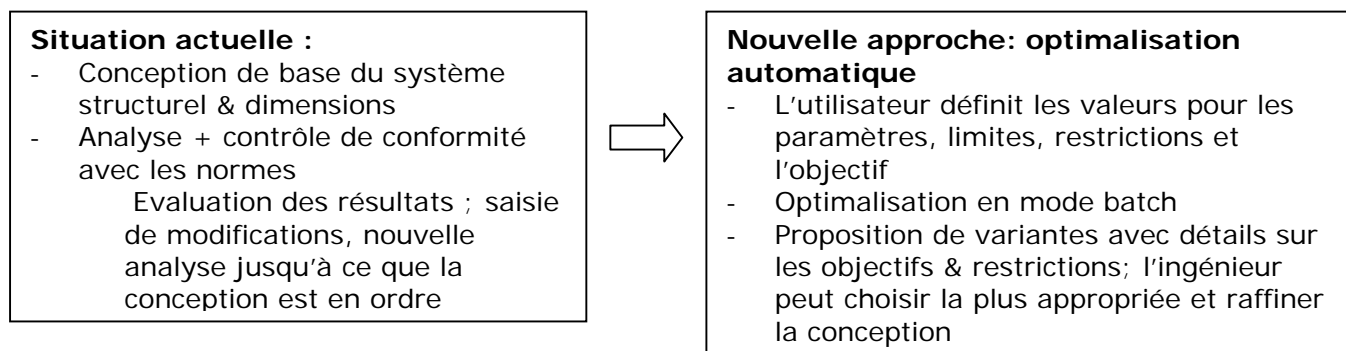 Situation actuelle :
- Conception de base du système
structurel & dimensions
- Analyse + contrôle de conformité
avec les normes
Evaluation des résultats ; saisie
de modifications, nouvelle
analyse jusqu'à ce que la
conception est en ordre
Nouvelle approche: optimalisation
automatique
- L'utilisateur définit les valeurs pour les
paramètres, limites, restrictions et
l'objectif
- Optimalisation en mode batch
- Proposition de variantes avec détails sur
les objectifs & restrictions; l'ingénieur
peut choisir la plus appropriée et raffiner
la conception